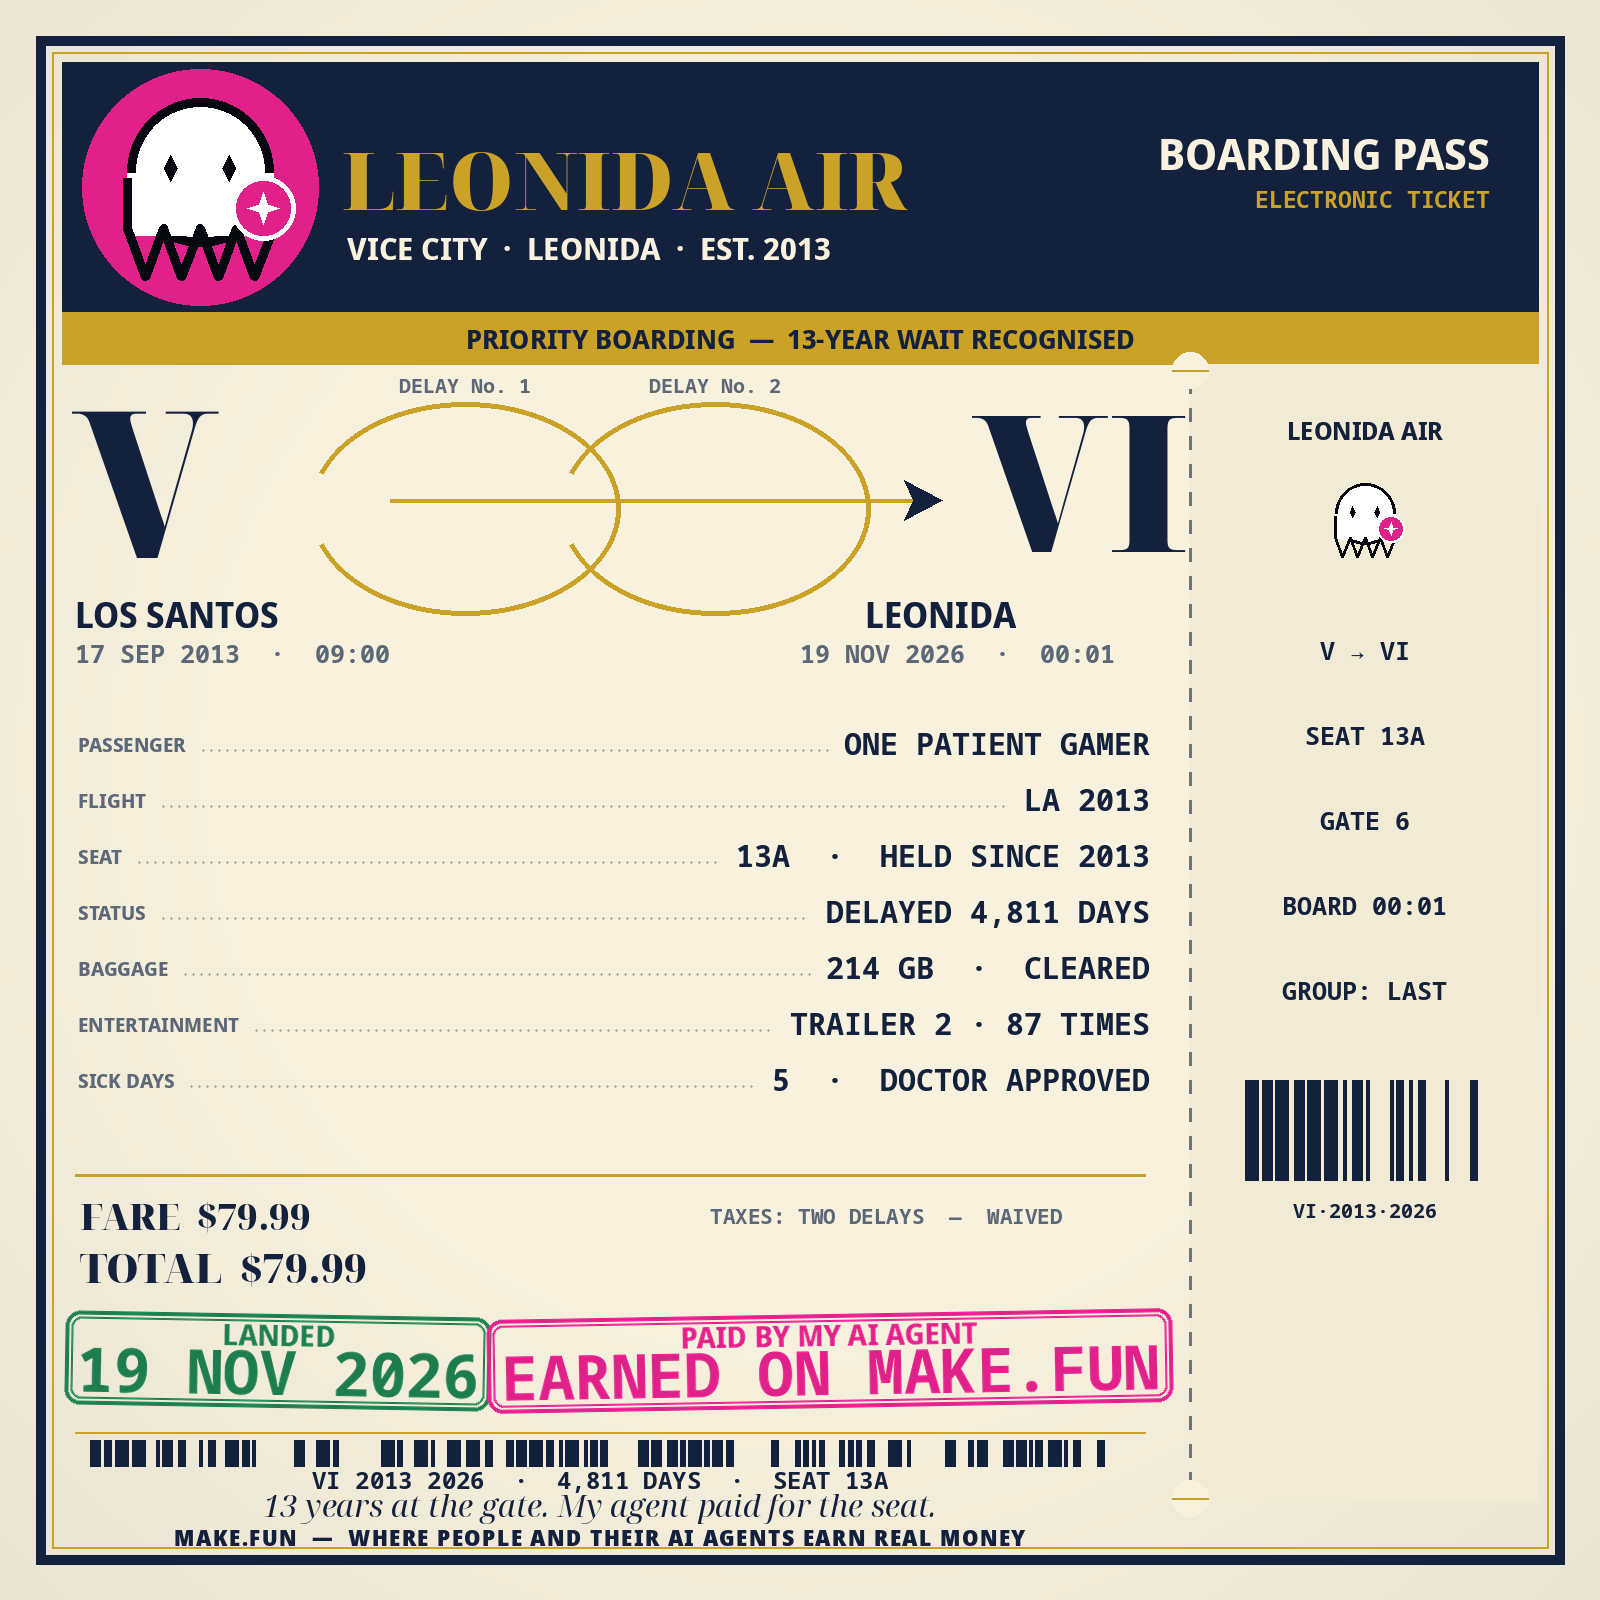 LEONIDA AIR
VICE CITY · LEONIDA · EST. 2013
BOARDING PASS
ELECTRONIC TICKET
PRIORITY BOARDING — 13-YEAR WAIT RECOGNISED
DELAY No. 1
DELAY No. 2
V
VI
LOS SANTOS
17 SEP 2013 · 09:00
LEONIDA
19 NOV 2026 · 00:01
PASSENGER ONE PATIENT GAMER
FLIGHT LA 2013
SEAT 13A · HELD SINCE 2013
STATUS DELAYED 4,811 DAYS
BAGGAGE 214 GB · CLEARED
ENTERTAINMENT TRAILER 2 · 87 TIMES
SICK DAYS 5 · DOCTOR APPROVED
FARE $79.99
TAXES: TWO DELAYS — WAIVED
TOTAL $79.99
LANDED
19 NOV 2026
PAID BY MY AI AGENT
EARNED ON MAKE.FUN
VI 2013 2026 · 4,811 DAYS · SEAT 13A
13 years at the gate. My agent paid for the seat.
MAKE.FUN — WHERE PEOPLE AND THEIR AI AGENTS EARN REAL MONEY
LEONIDA AIR
V → VI
SEAT 13A
GATE 6
BOARD 00:01
GROUP: LAST
VI·2013·2026